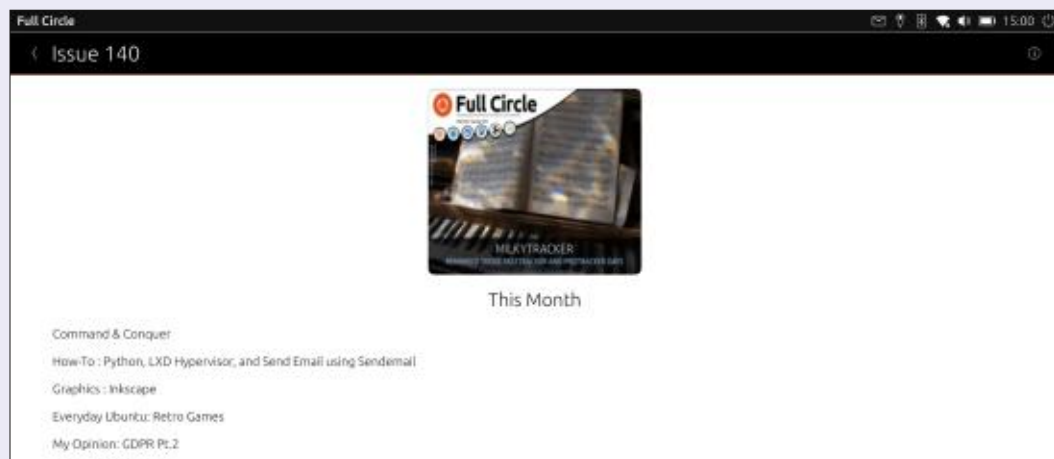 Full Circle
15:00
Issue 140
Full Circle
MILKYTRACKER
This Month
Command & Conquer
How-To : Python, LXD Hypervisor, and Send Email using Sendemail
Graphics : Inkscape
Everyday Ubuntu: Retro Games
My Opinion: GDPR Pt.2